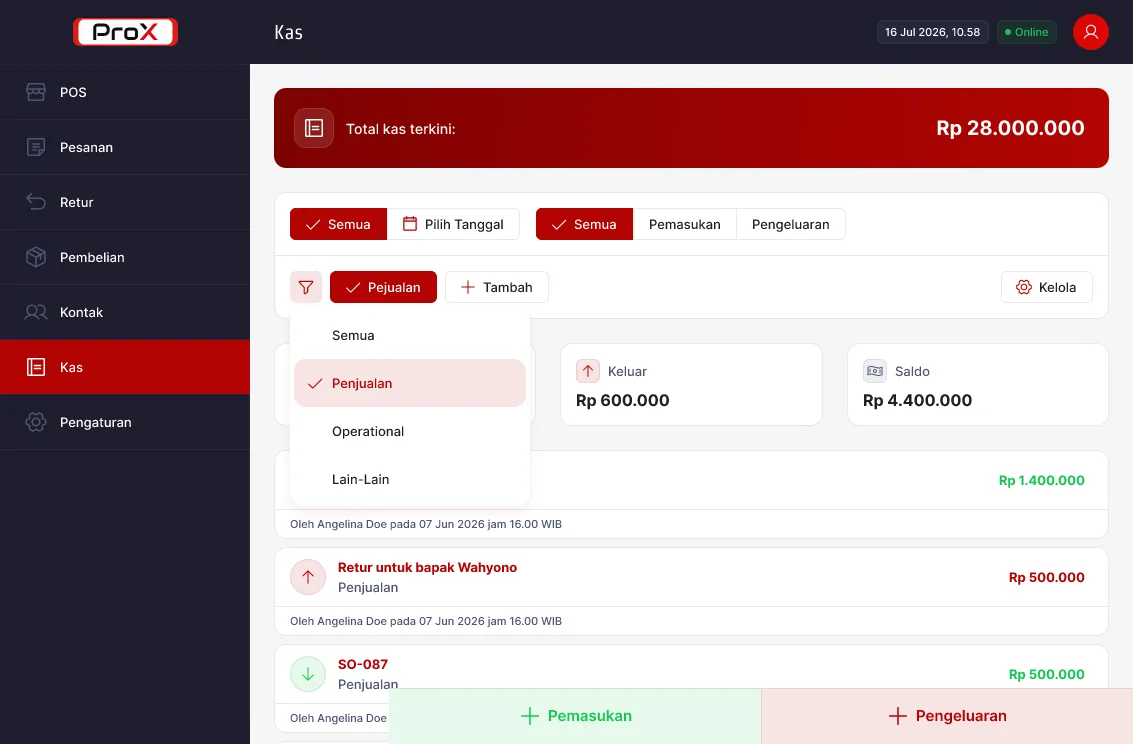 ProX
Kas
16 Jul 2026, 10.58
Online
POS
Pesanan
Retur
Pembelian
Kontak
Kas
Pengaturan
Total kas terkini:
Rp 28.000.000
Semua
Pilih Tanggal
Semua
Pemasukan
Pengeluaran
Pejualan
Tambah
Kelola
Semua
Penjualan
Operational
Lain-Lain
Keluar
Rp 600.000
Saldo
Rp 4.400.000
Rp 1.400.000
Oleh Angelina Doe pada 07 Jun 2026 jam 16.00 WIB
Retur untuk bapak Wahyono
Penjualan
Rp 500.000
Oleh Angelina Doe pada 07 Jun 2026 jam 16.00 WIB
SO-087
Penjualan
Rp 500.000
Oleh Angelina Doe
Pemasukan
Pengeluaran